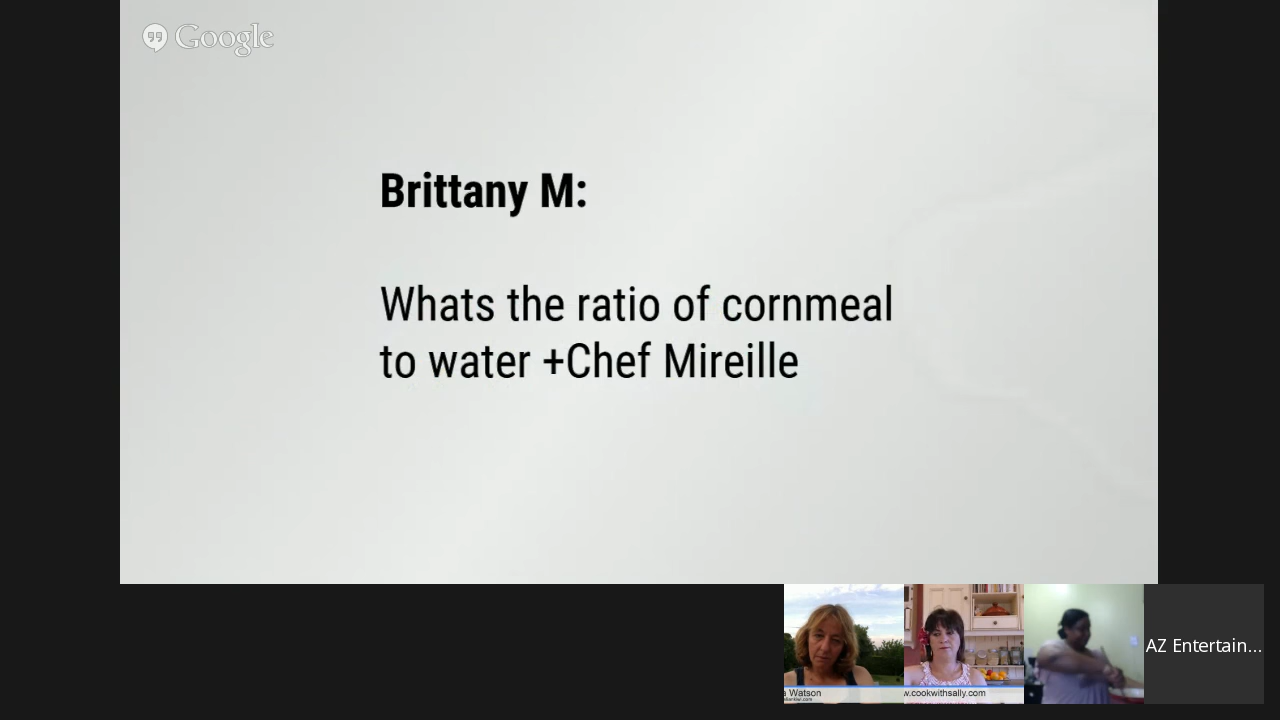 Google
Brittany M:
Whats the ratio of cornmeal
to water +Chef Mireille
Watson
w.cookwithsally.com
AZ Entertain...